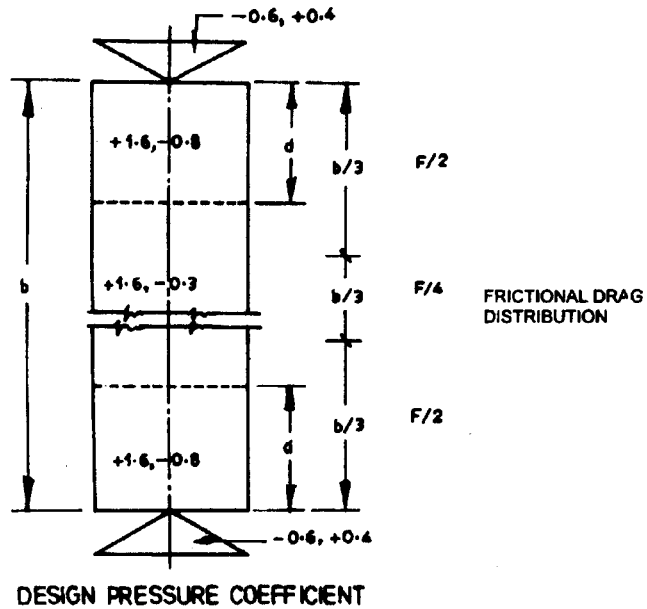 -0.6, +0.4
+1.6, -0.8
d
b/3
F/2
b
+1.6, -0.3
b/3
F/4
FRICTIONAL DRAG
DISTRIBUTION
d
b/3
F/2
+1.6, -0.8
-0.6, +0.4
DESIGN PRESSURE COEFFICIENT